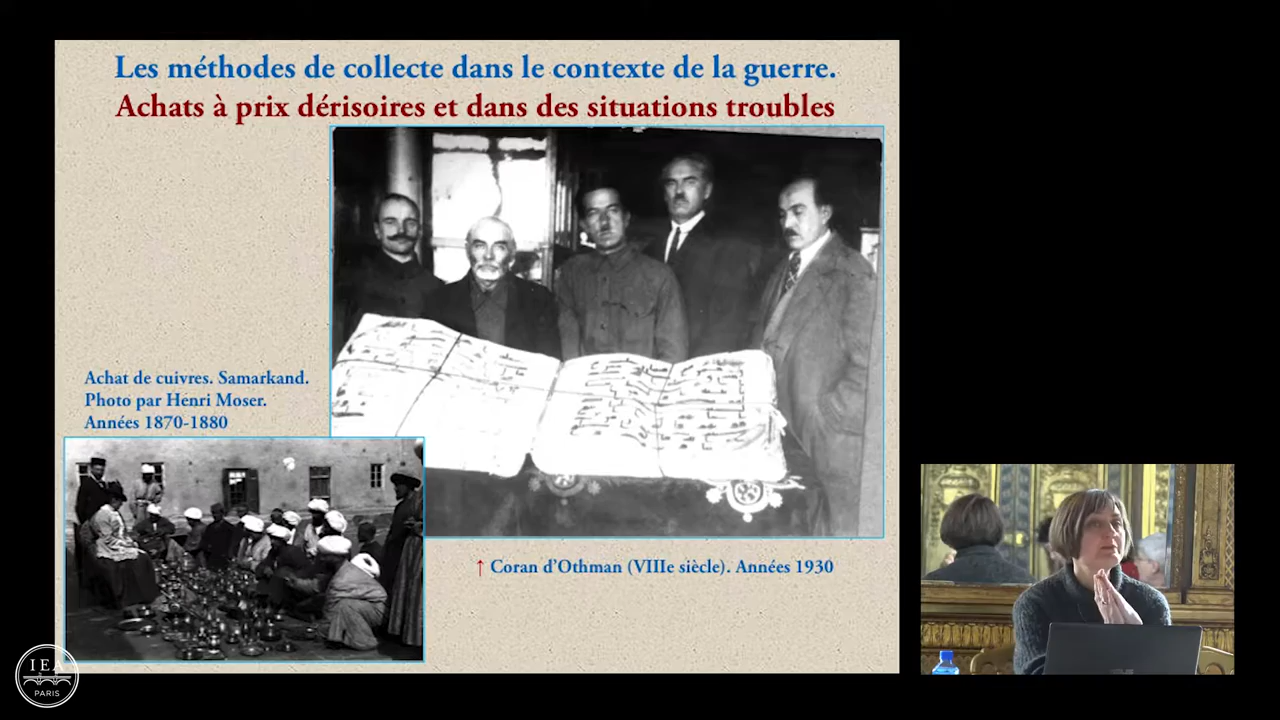 Les méthodes de collecte dans le contexte de la guerre.
Achats à prix dérisoires et dans des situations troubles
Achat de cuivres. Samarkand.
Photo par Henri Moser.
Années 1870-1880
↑ Coran d'Othman (VIIIe siècle). Années 1930
IEA
PARIS